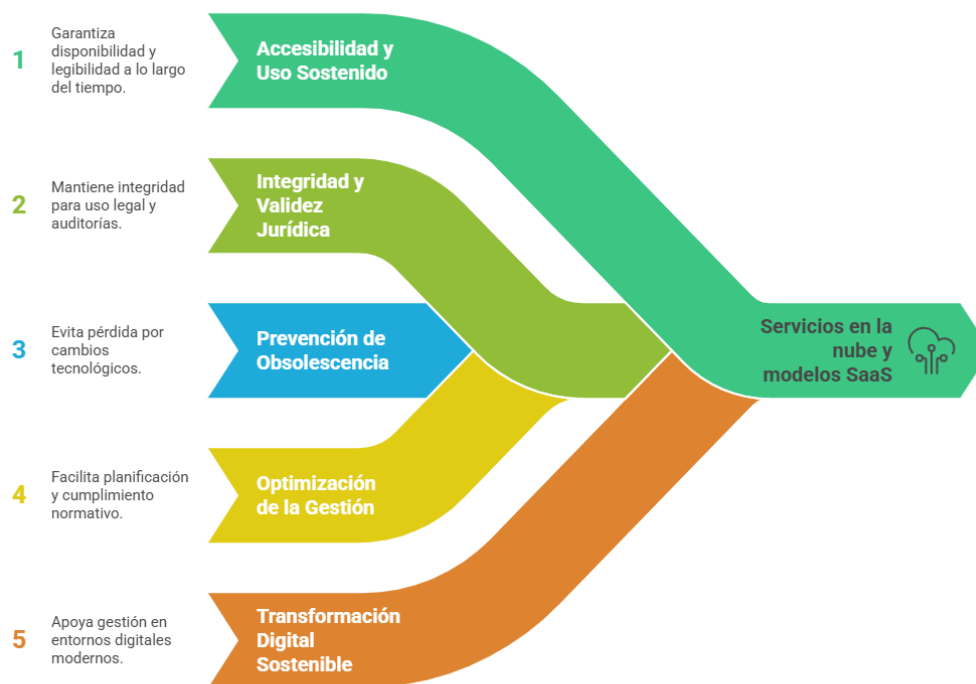 1
Garantiza
disponibilidad y
legibilidad a lo largo
del tiempo.
Accesibilidad y
Uso Sostenido
2
Mantiene integridad
para uso legal y
auditorías.
Integridad y
Validez
Jurídica
3
Evita pérdida por
cambios
tecnológicos.
Prevención de
Obsolescencia
Servicios en la
nube y
modelos SaaS
4
Facilita planificación
y cumplimiento
normativo.
Optimización
de la Gestión
5
Apoya gestión en
entornos digitales
modernos.
Transformación
Digital
Sostenible